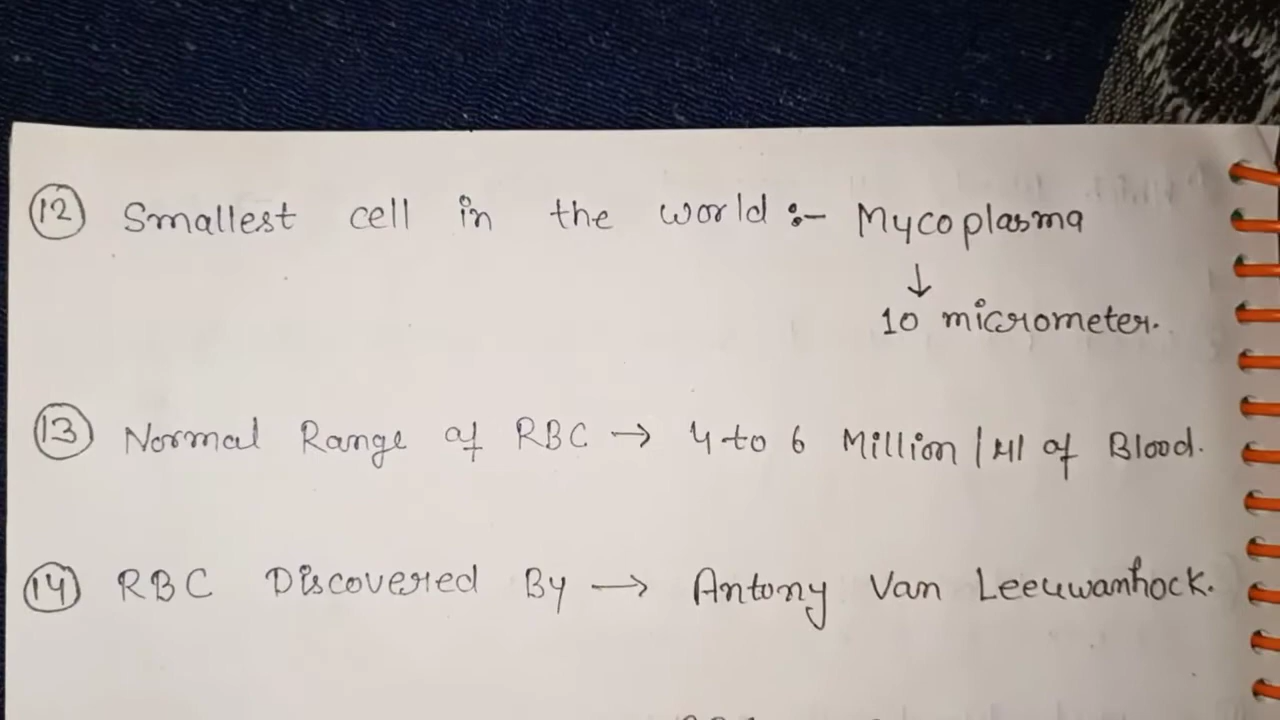 12 Smallest cell in the world :- Mycoplasma
↓
10 micrometer.
13 Normal Range of RBC → 4 to 6 Million / μl of Blood.
14 RBC Discovered By → Antony Van Leeuwanhock.